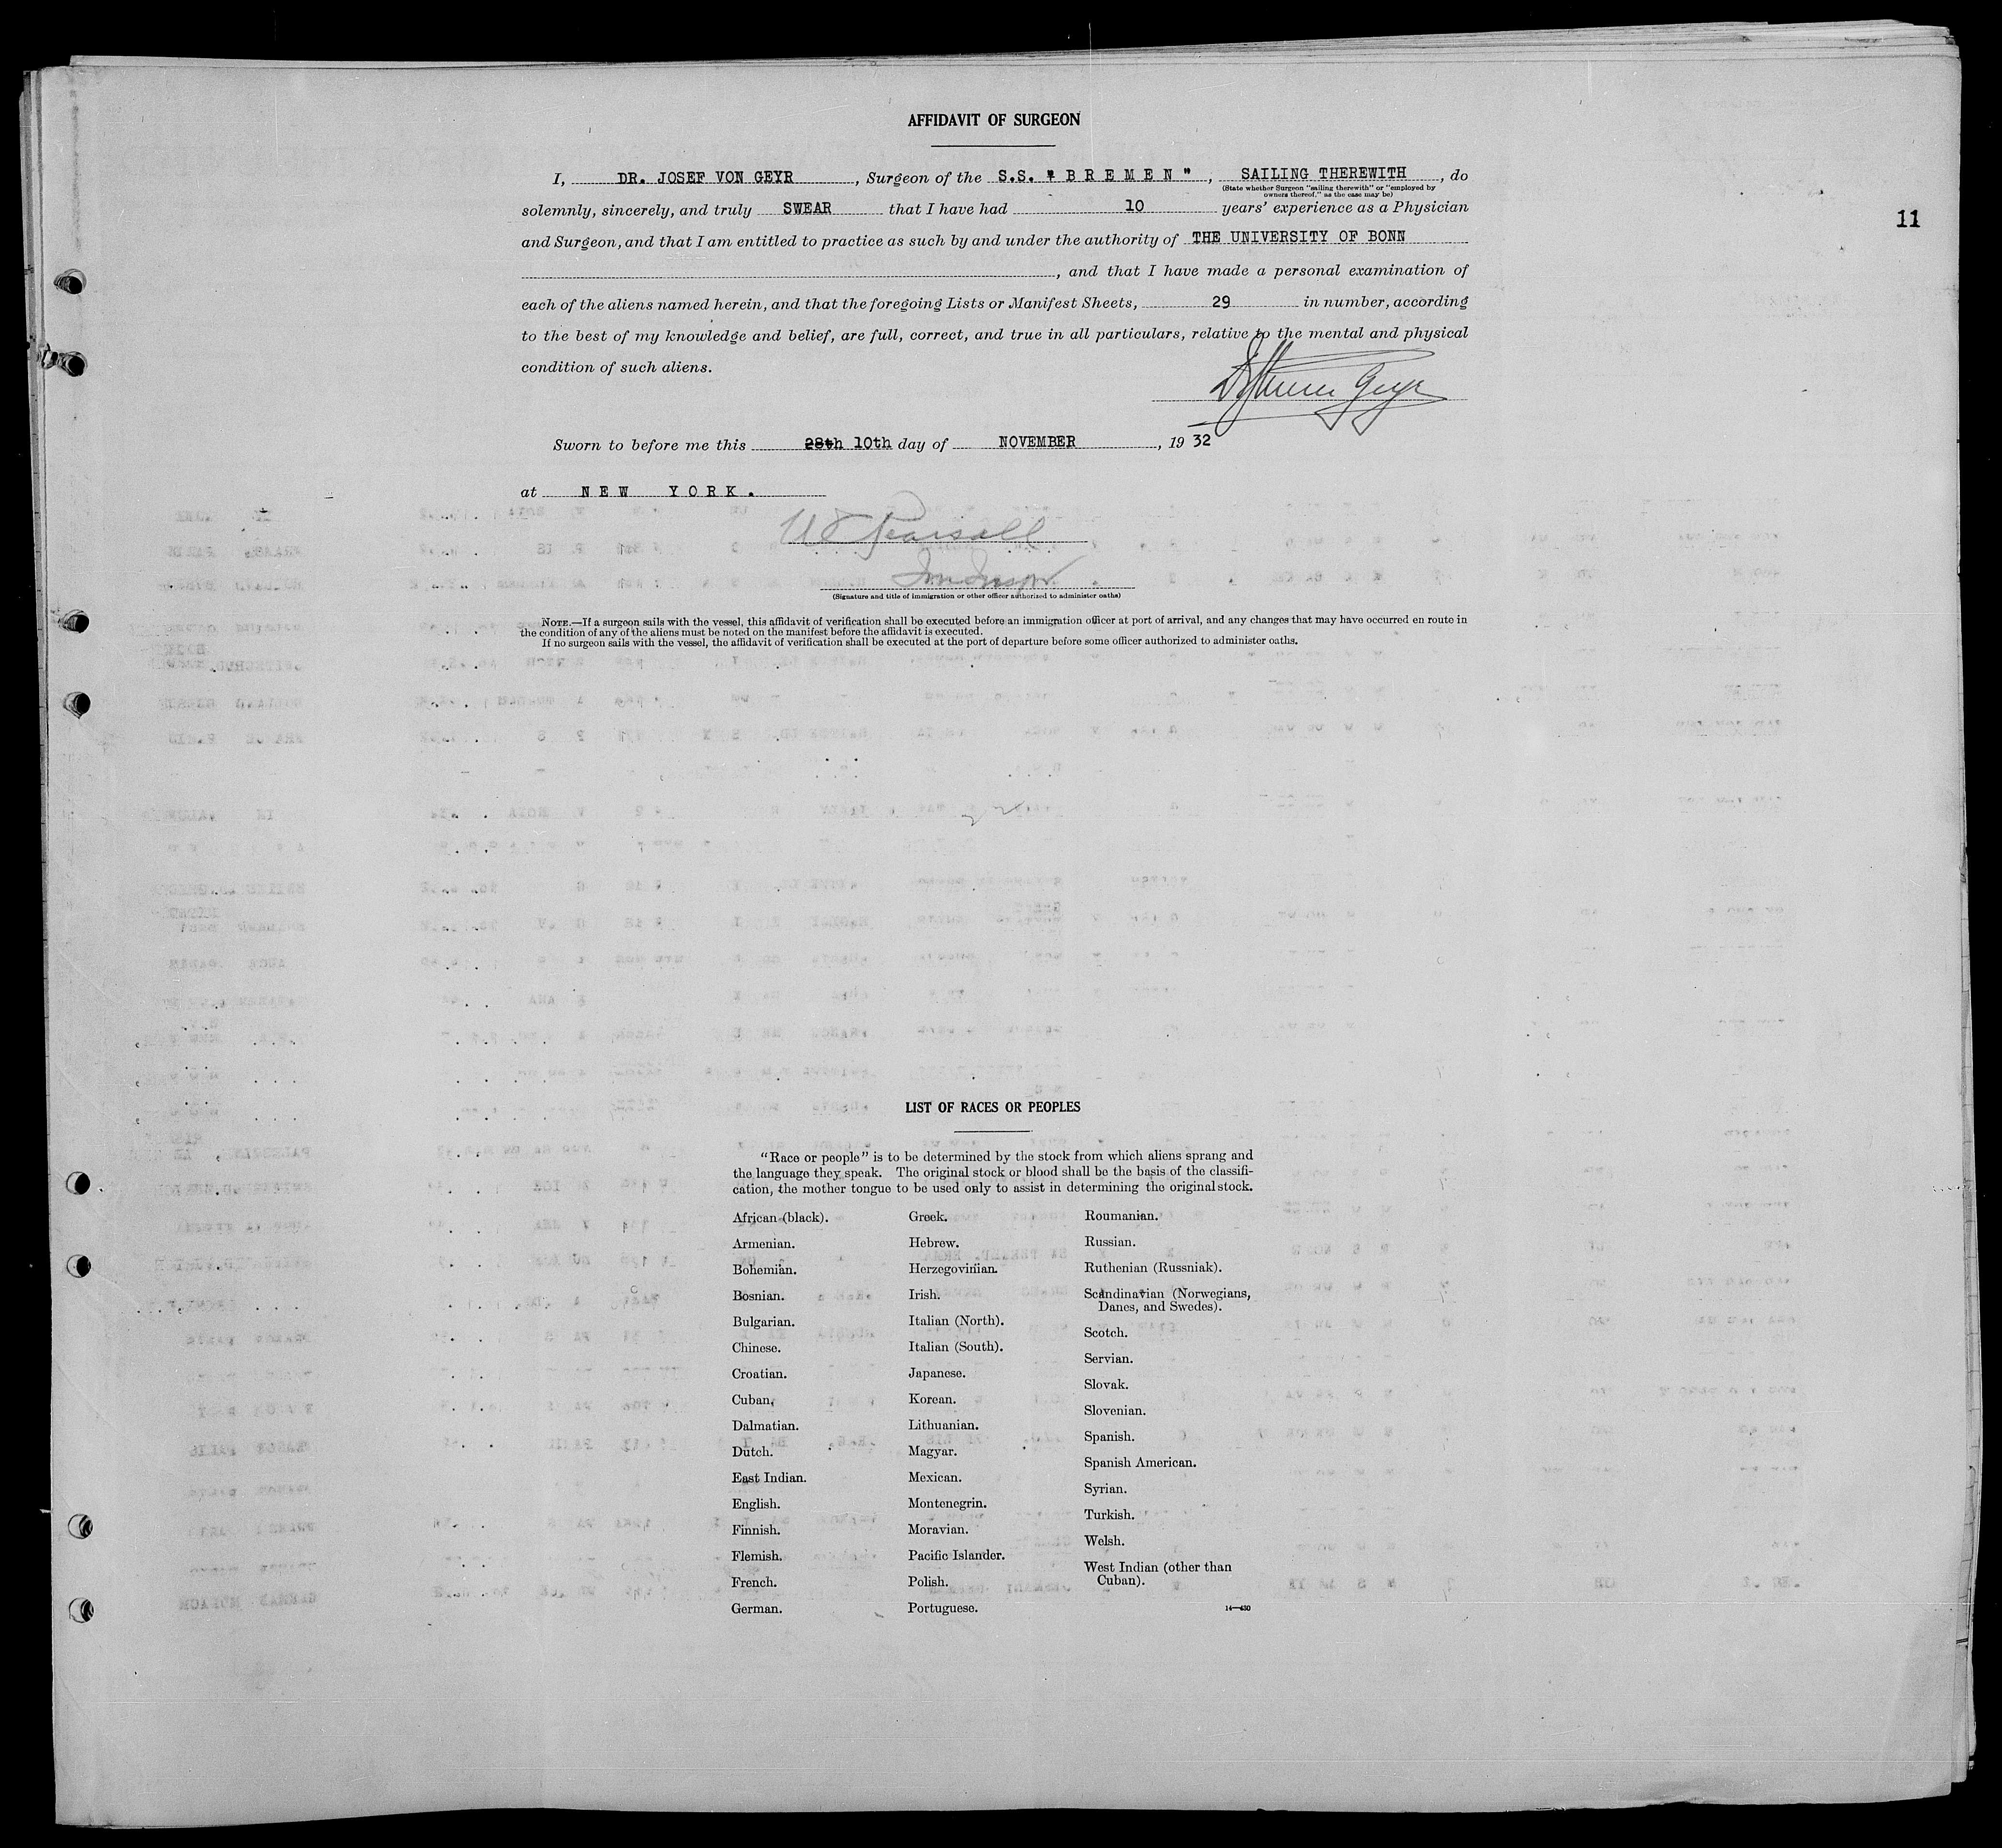 AFFIDAVIT OF SURGEON
I, DR. JOSEF VON GEYR, Surgeon of the S.S. "BREMEN", SAILING THEREWITH, do
(State whether Surgeon "sailing therewith" or "employed by
owners thereof," as the case may be)
solemnly, sincerely, and truly SWEAR that I have had 10 years' experience as a Physician
11
and Surgeon, and that I am entitled to practice as such by and under the authority of THE UNIVERSITY OF BONN
, and that I have made a personal examination of
each of the aliens named herein, and that the foregoing Lists or Manifest Sheets, 29 in number, according
to the best of my knowledge and belief, are full, correct, and true in all particulars, relative to the mental and physical
condition of such aliens.
Geyr
Sworn to before me this 28th 10th day of NOVEMBER, 19 32
at NEW YORK.
Pearsall
(Signature and title of immigration or other officer authorized to administer oaths)
NOTE.—If a surgeon sails with the vessel, this affidavit of verification shall be executed before an immigration officer at port of arrival, and any changes that may have occurred en route in
the condition of any of the aliens must be noted on the manifest before the affidavit is executed.
If no surgeon sails with the vessel, the affidavit of verification shall be executed at the port of departure before some officer authorized to administer oaths.
LIST OF RACES OR PEOPLES
"Race or people" is to be determined by the stock from which aliens sprang and
the language they speak. The original stock or blood shall be the basis of the classifi-
cation, the mother tongue to be used only to assist in determining the original stock.
African (black).
Armenian.
Bohemian.
Bosnian.
Bulgarian.
Chinese.
Croatian.
Cuban.
Dalmatian.
Dutch.
East Indian.
English.
Finnish.
Flemish.
French.
German.
Greek.
Hebrew.
Herzegovinian.
Irish.
Italian (North).
Italian (South).
Japanese.
Korean.
Lithuanian.
Magyar.
Mexican.
Montenegrin.
Moravian.
Pacific Islander.
Polish.
Portuguese.
Roumanian.
Russian.
Ruthenian (Russniak).
Scandinavian (Norwegians,
Danes, and Swedes).
Scotch.
Servian.
Slovak.
Slovenian.
Spanish.
Spanish American.
Syrian.
Turkish.
Welsh.
West Indian (other than
Cuban).
14—430